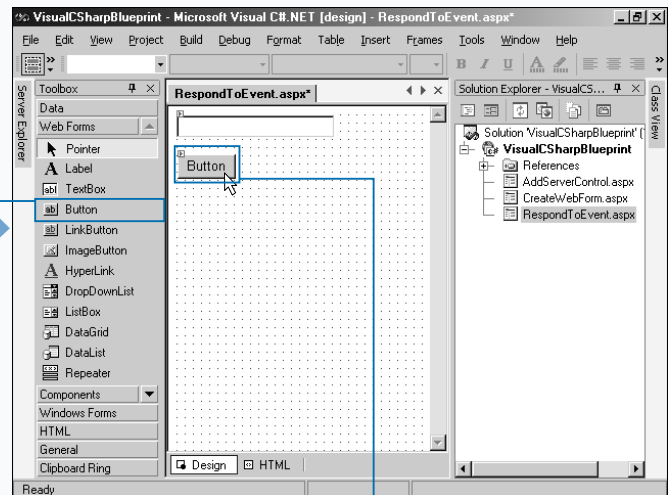 VisualCSharpBlueprint - Microsoft Visual C#.NET [design] - RespondToEvent.aspx*
File Edit View Project Build Debug Format Table Insert Frames Tools Window Help
B I U A
Server Explorer
Toolbox
Data
Web Forms
Pointer
A Label
abl TextBox
ab Button
ab LinkButton
ImageButton
A HyperLink
DropDownList
ListBox
DataGrid
DataList
Repeater
Components
Windows Forms
HTML
General
Clipboard Ring
RespondToEvent.aspx*
Button
Design HTML
Solution Explorer - VisualCS...
Solution 'VisualCSharpBlueprint' (
VisualCSharpBlueprint
References
AddServerControl.aspx
CreateWebForm.aspx
RespondToEvent.aspx
Class View
Ready